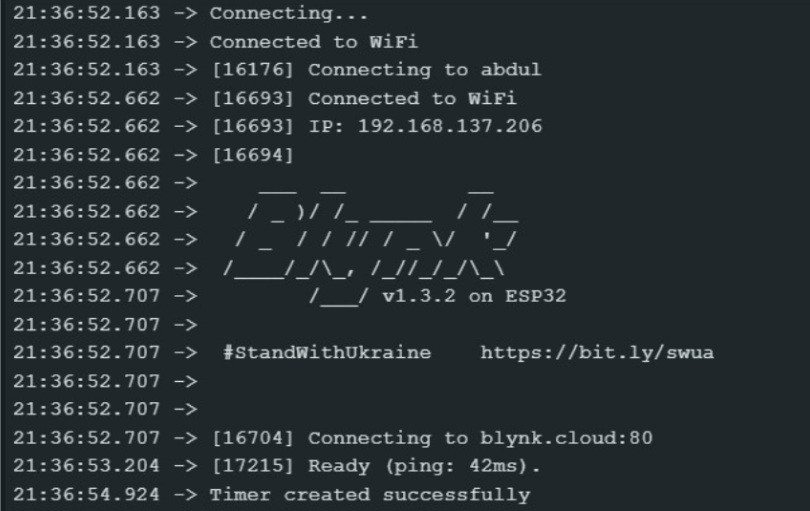 21:36:52.163 -> Connecting...
21:36:52.163 -> Connected to WiFi
21:36:52.163 -> [16176] Connecting to abdul
21:36:52.662 -> [16693] Connected to WiFi
21:36:52.662 -> [16693] IP: 192.168.137.206
21:36:52.662 -> [16694]
21:36:52.662 ->     ___  __          __
21:36:52.662 ->    / _ )/ /_ _____  / /__
21:36:52.662 ->   / _  / / // / _ \/  '_/
21:36:52.662 ->  /____/_/\_, /_//_/_/\_\
21:36:52.707 ->         /___/ v1.3.2 on ESP32
21:36:52.707 ->
21:36:52.707 ->  #StandWithUkraine    https://bit.ly/swua
21:36:52.707 ->
21:36:52.707 ->
21:36:52.707 -> [16704] Connecting to blynk.cloud:80
21:36:53.204 -> [17215] Ready (ping: 42ms).
21:36:54.924 -> Timer created successfully